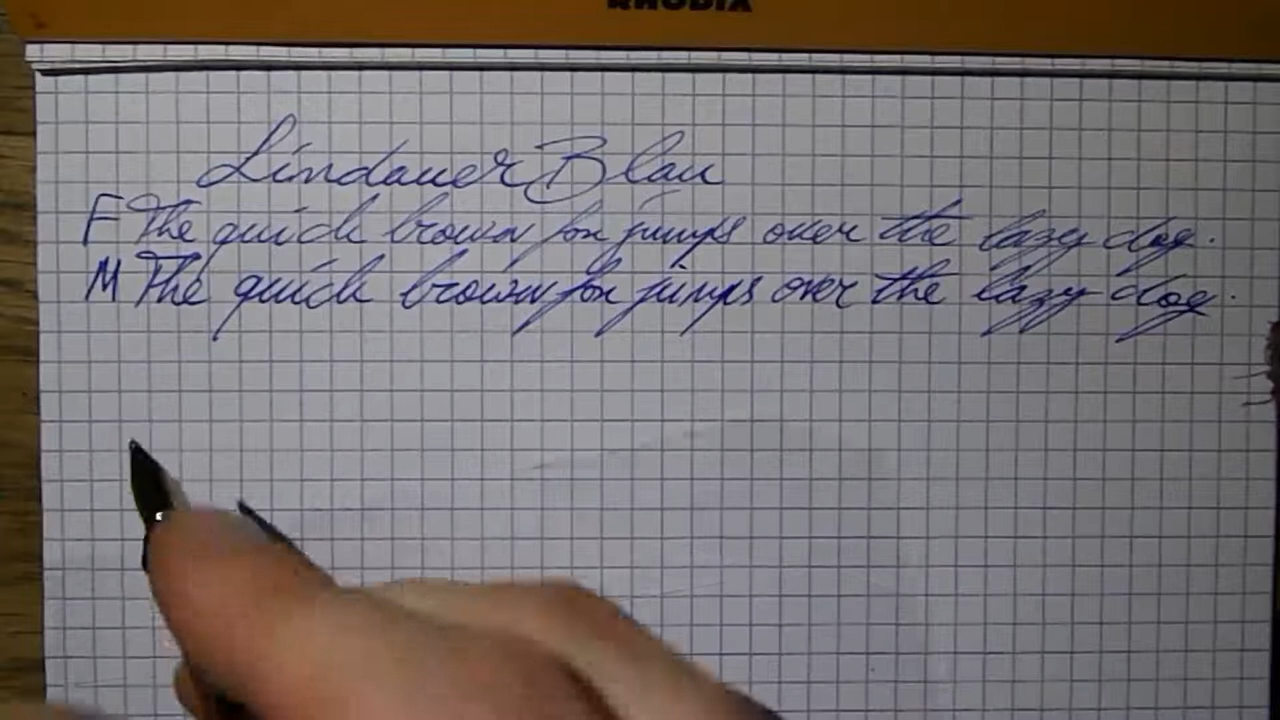 RHODIA
Lindauer Blau
F The quick brown fox jumps over the lazy dog.
M The quick brown fox jumps over the lazy dog.